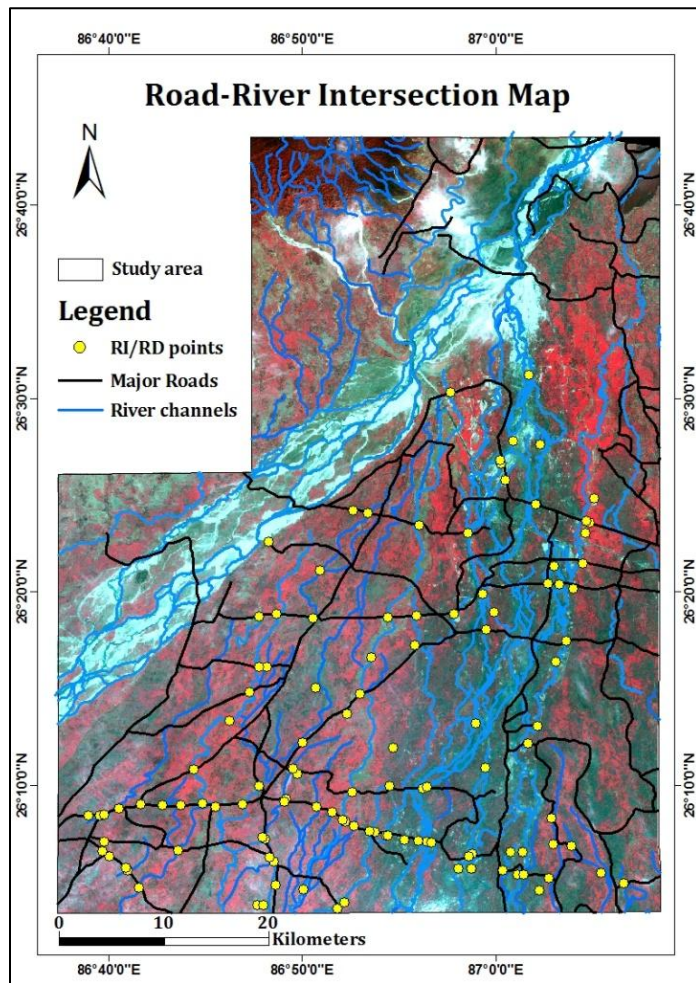 86°40'0"E 86°50'0"E 87°0'0"E
Road-River Intersection Map
N
Study area
Legend
RI/RD points
Major Roads
River channels
26°40'0"N
26°30'0"N
26°20'0"N
26°10'0"N
26°40'0"N
26°30'0"N
26°20'0"N
26°10'0"N
0 10 20
Kilometers
86°40'0"E 86°50'0"E 87°0'0"E